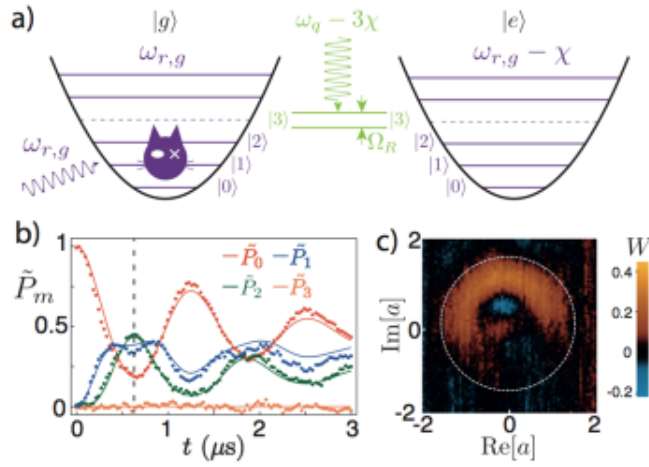 a)
|g⟩
ω_q − 3χ
|e⟩
ω_{r,g}
ω_{r,g} − χ
|3⟩ |3⟩
Ω_R
ω_{r,g}
|2⟩
|1⟩
|0⟩
|2⟩
|1⟩
|0⟩
b)
1
P̃_m
0.5
0
P̃_0 P̃_1
P̃_2 P̃_3
0 1 2 3
t (μs)
c)
2
Im[a]
0
-2
-2 0 2
Re[a]
W
0.4
0.2
0
-0.2